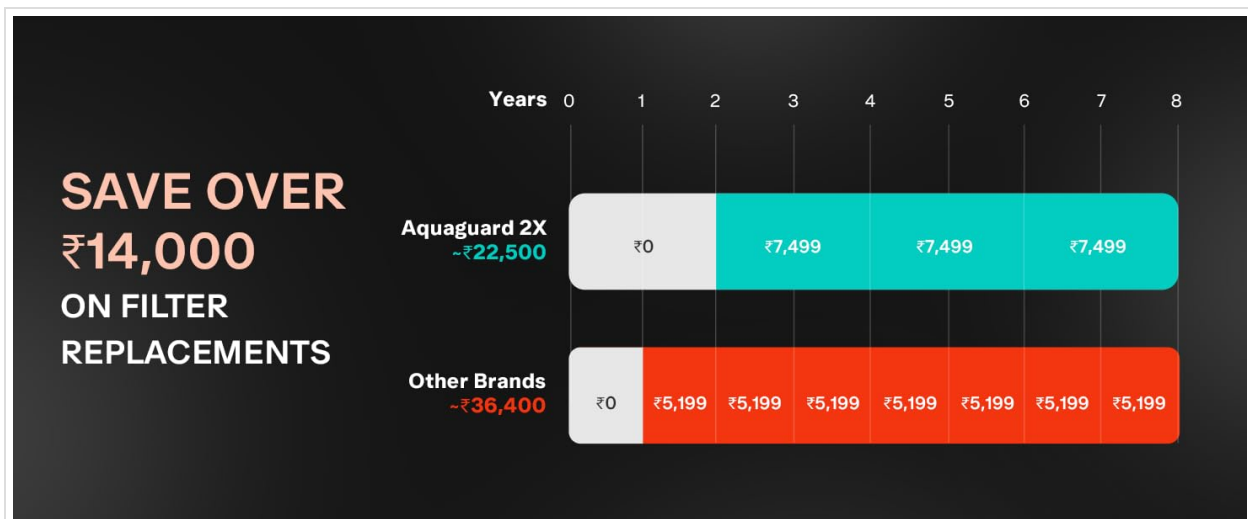 SAVE OVER
₹14,000
ON FILTER
REPLACEMENTS
Years 0 1 2 3 4 5 6 7 8
Aquaguard 2X
~₹22,500
₹0 ₹7,499 ₹7,499 ₹7,499
Other Brands
~₹36,400
₹0 ₹5,199 ₹5,199 ₹5,199 ₹5,199 ₹5,199 ₹5,199 ₹5,199